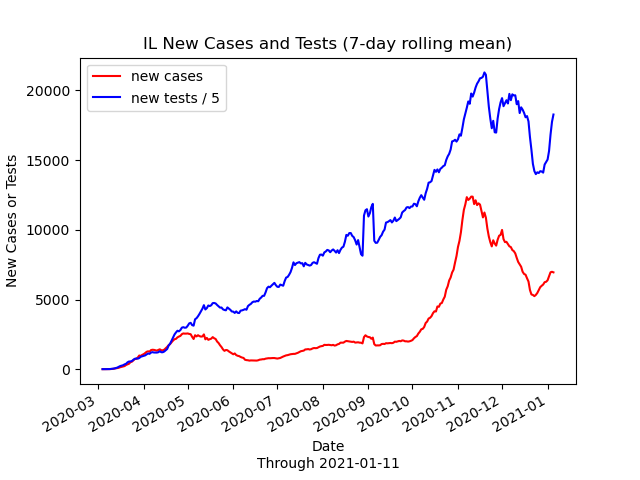 IL New Cases and Tests (7-day rolling mean)
new cases
new tests / 5
New Cases or Tests
20000
15000
10000
5000
0
2020-03
2020-04
2020-05
2020-06
2020-07
2020-08
2020-09
2020-10
2020-11
2020-12
2021-01
Date
Through 2021-01-11